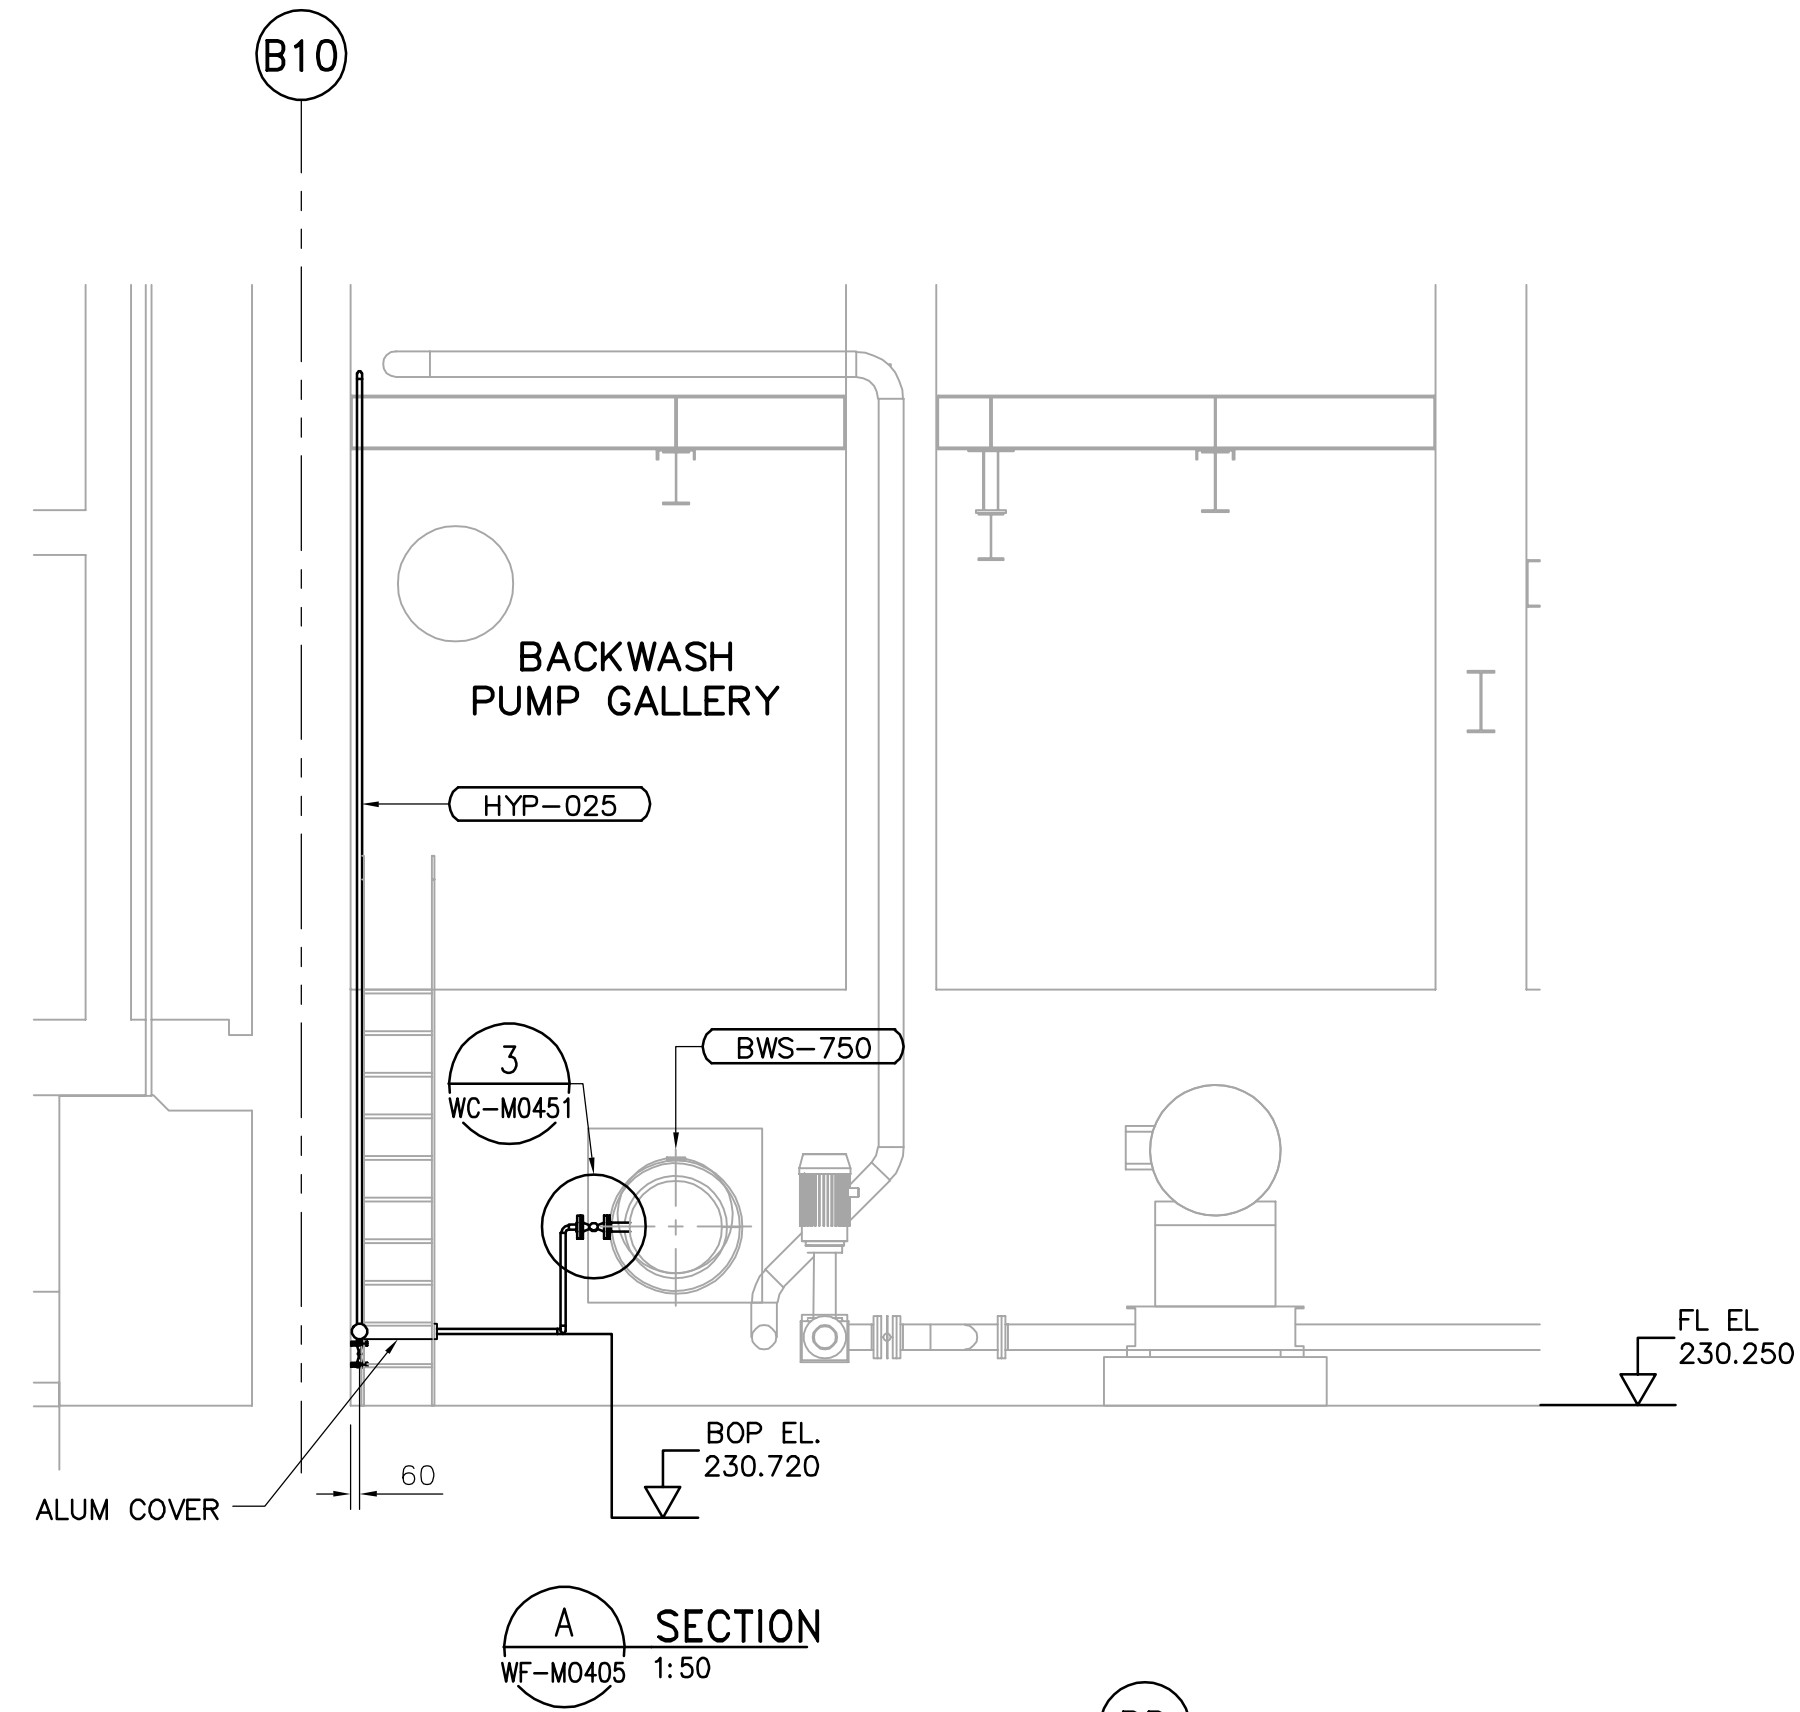 B10
BACKWASH
PUMP GALLERY
HYP-025
BWS-750
3
WC-M0451
FL EL
230.250
BOP EL.
230.720
60
ALUM COVER
A
WF-M0405
SECTION
1:50